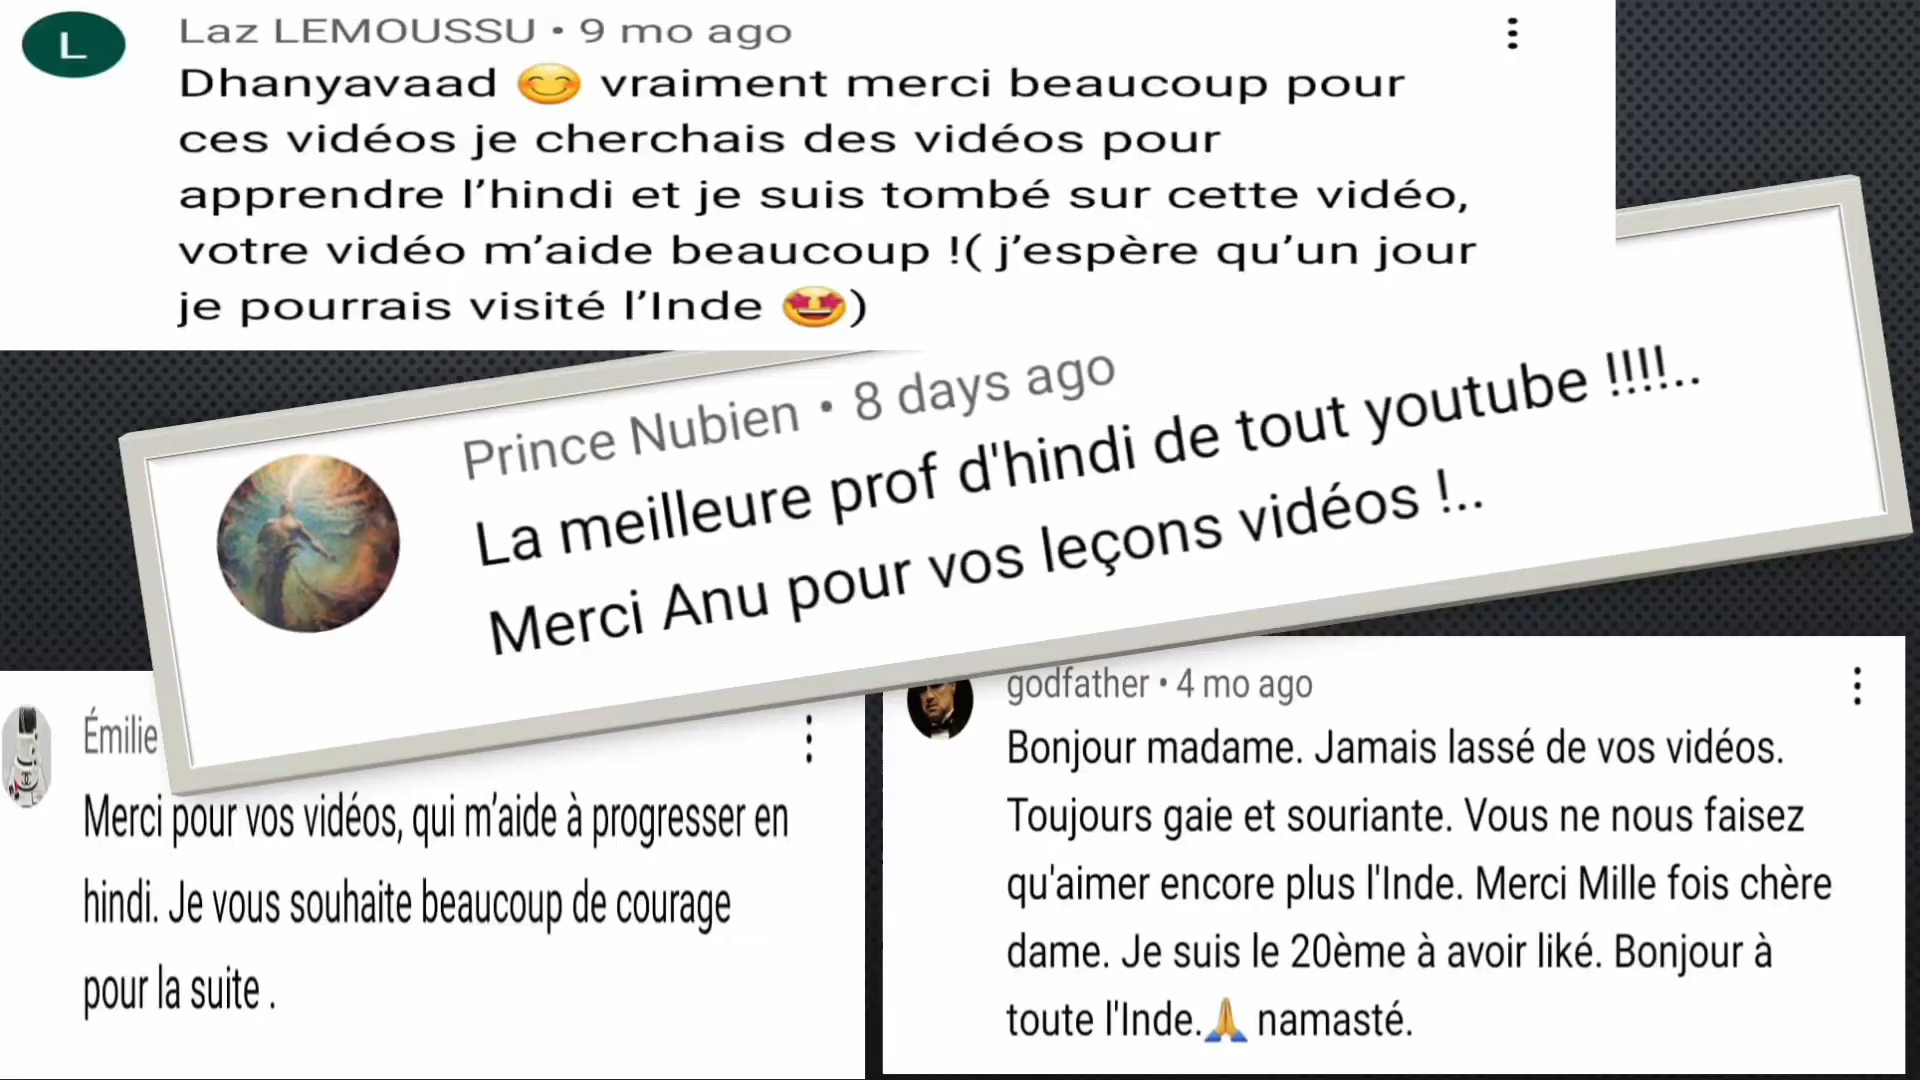 L
Laz LEMOUSSU • 9 mo ago
Dhanyavaad 😊 vraiment merci beaucoup pour
ces vidéos je cherchais des vidéos pour
apprendre l’hindi et je suis tombé sur cette vidéo,
votre vidéo m’aide beaucoup !( j’espère qu’un jour
je pourrais visité l’Inde 🤩)
Prince Nubien • 8 days ago
La meilleure prof d'hindi de tout youtube !!!!..
Merci Anu pour vos leçons vidéos !..
Émilie
Merci pour vos vidéos, qui m’aide à progresser en
hindi. Je vous souhaite beaucoup de courage
pour la suite .
godfather • 4 mo ago
Bonjour madame. Jamais lassé de vos vidéos.
Toujours gaie et souriante. Vous ne nous faisez
qu'aimer encore plus l'Inde. Merci Mille fois chère
dame. Je suis le 20ème à avoir liké. Bonjour à
toute l'Inde.🙏 namasté.